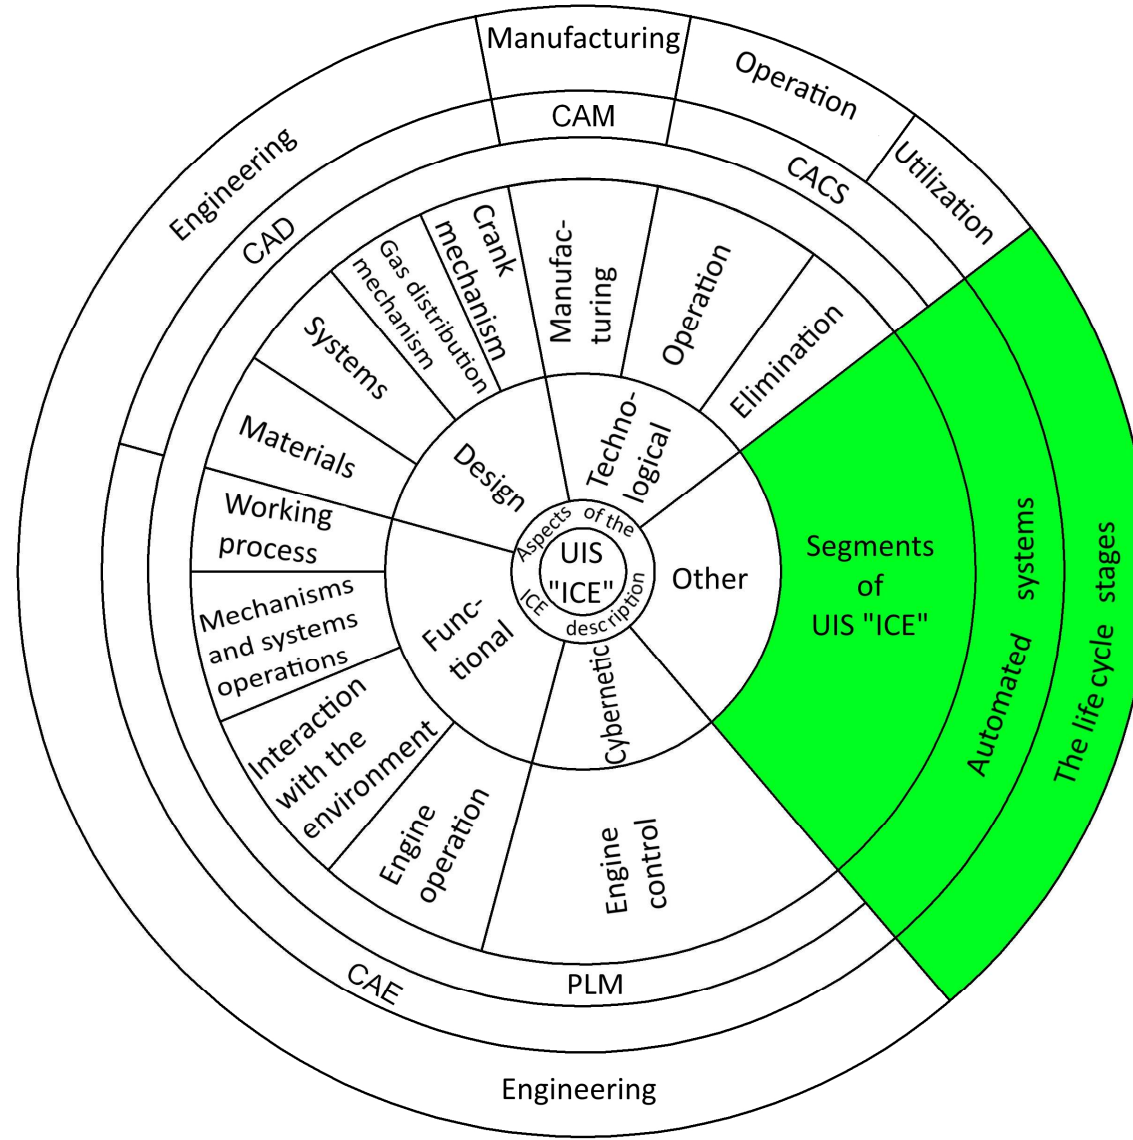 Manufacturing
Operation
Utilization
Engineering
CAM
CACS
CAD
Crank
mechanism
Gas distribution
mechanism
Systems
Materials
Working
process
Mechanisms
and systems
operations
Interaction
with the
environment
Engine
operation
Engine
control
Manufac-
turing
Operation
Elimination
Design
Techno-
logical
Other
Cybernetic
Func-
tional
Aspects of the
ICE description
UIS
"ICE"
Segments
of
UIS "ICE"
Automated systems
The life cycle stages
PLM
CAE
Engineering